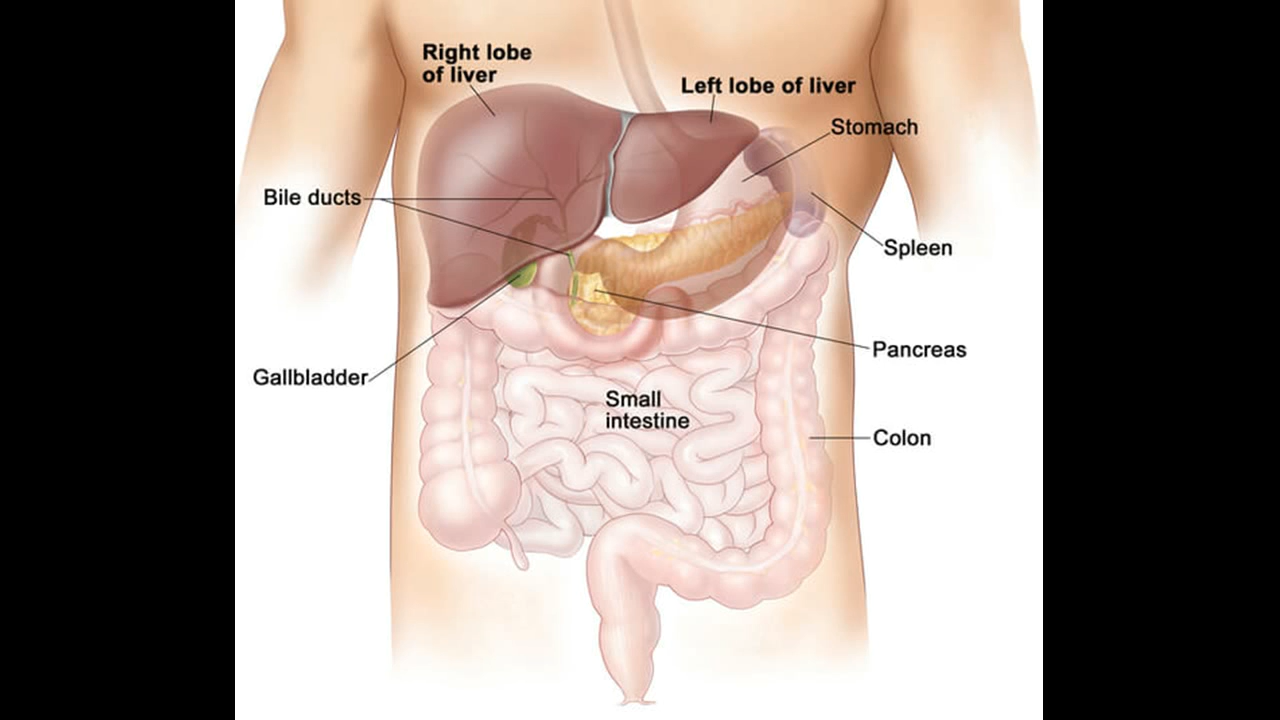 Right lobe
of liver
Left lobe of liver
Stomach
Bile ducts
Spleen
Pancreas
Gallbladder
Small
intestine
Colon